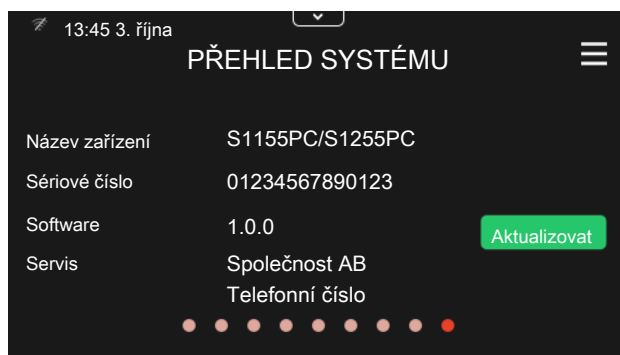 13:45 3. října
PŘEHLED SYSTÉMU
Název zařízení S1155PC/S1255PC
Sériové číslo 01234567890123
Software 1.0.0 Aktualizovat
Servis Společnost AB
Telefonní číslo